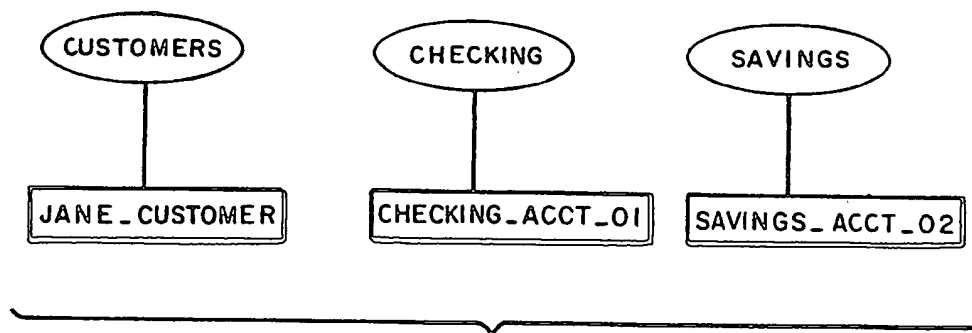 CUSTOMERS
CHECKING
SAVINGS
JANE_CUSTOMER
CHECKING_ACCT_01
SAVINGS_ACCT_02